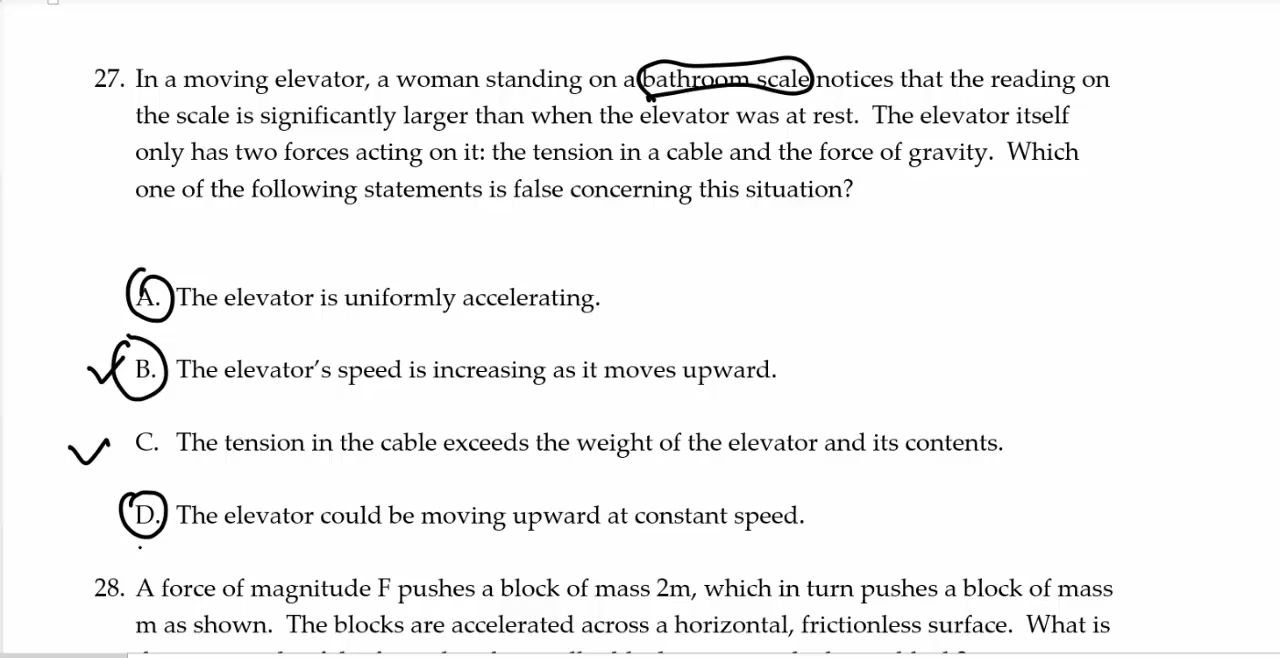 27. In a moving elevator, a woman standing on a bathroom scale notices that the reading on
the scale is significantly larger than when the elevator was at rest. The elevator itself
only has two forces acting on it: the tension in a cable and the force of gravity. Which
one of the following statements is false concerning this situation?
A. The elevator is uniformly accelerating.
B. The elevator's speed is increasing as it moves upward.
C. The tension in the cable exceeds the weight of the elevator and its contents.
D. The elevator could be moving upward at constant speed.
28. A force of magnitude F pushes a block of mass 2m, which in turn pushes a block of mass
m as shown. The blocks are accelerated across a horizontal, frictionless surface. What is